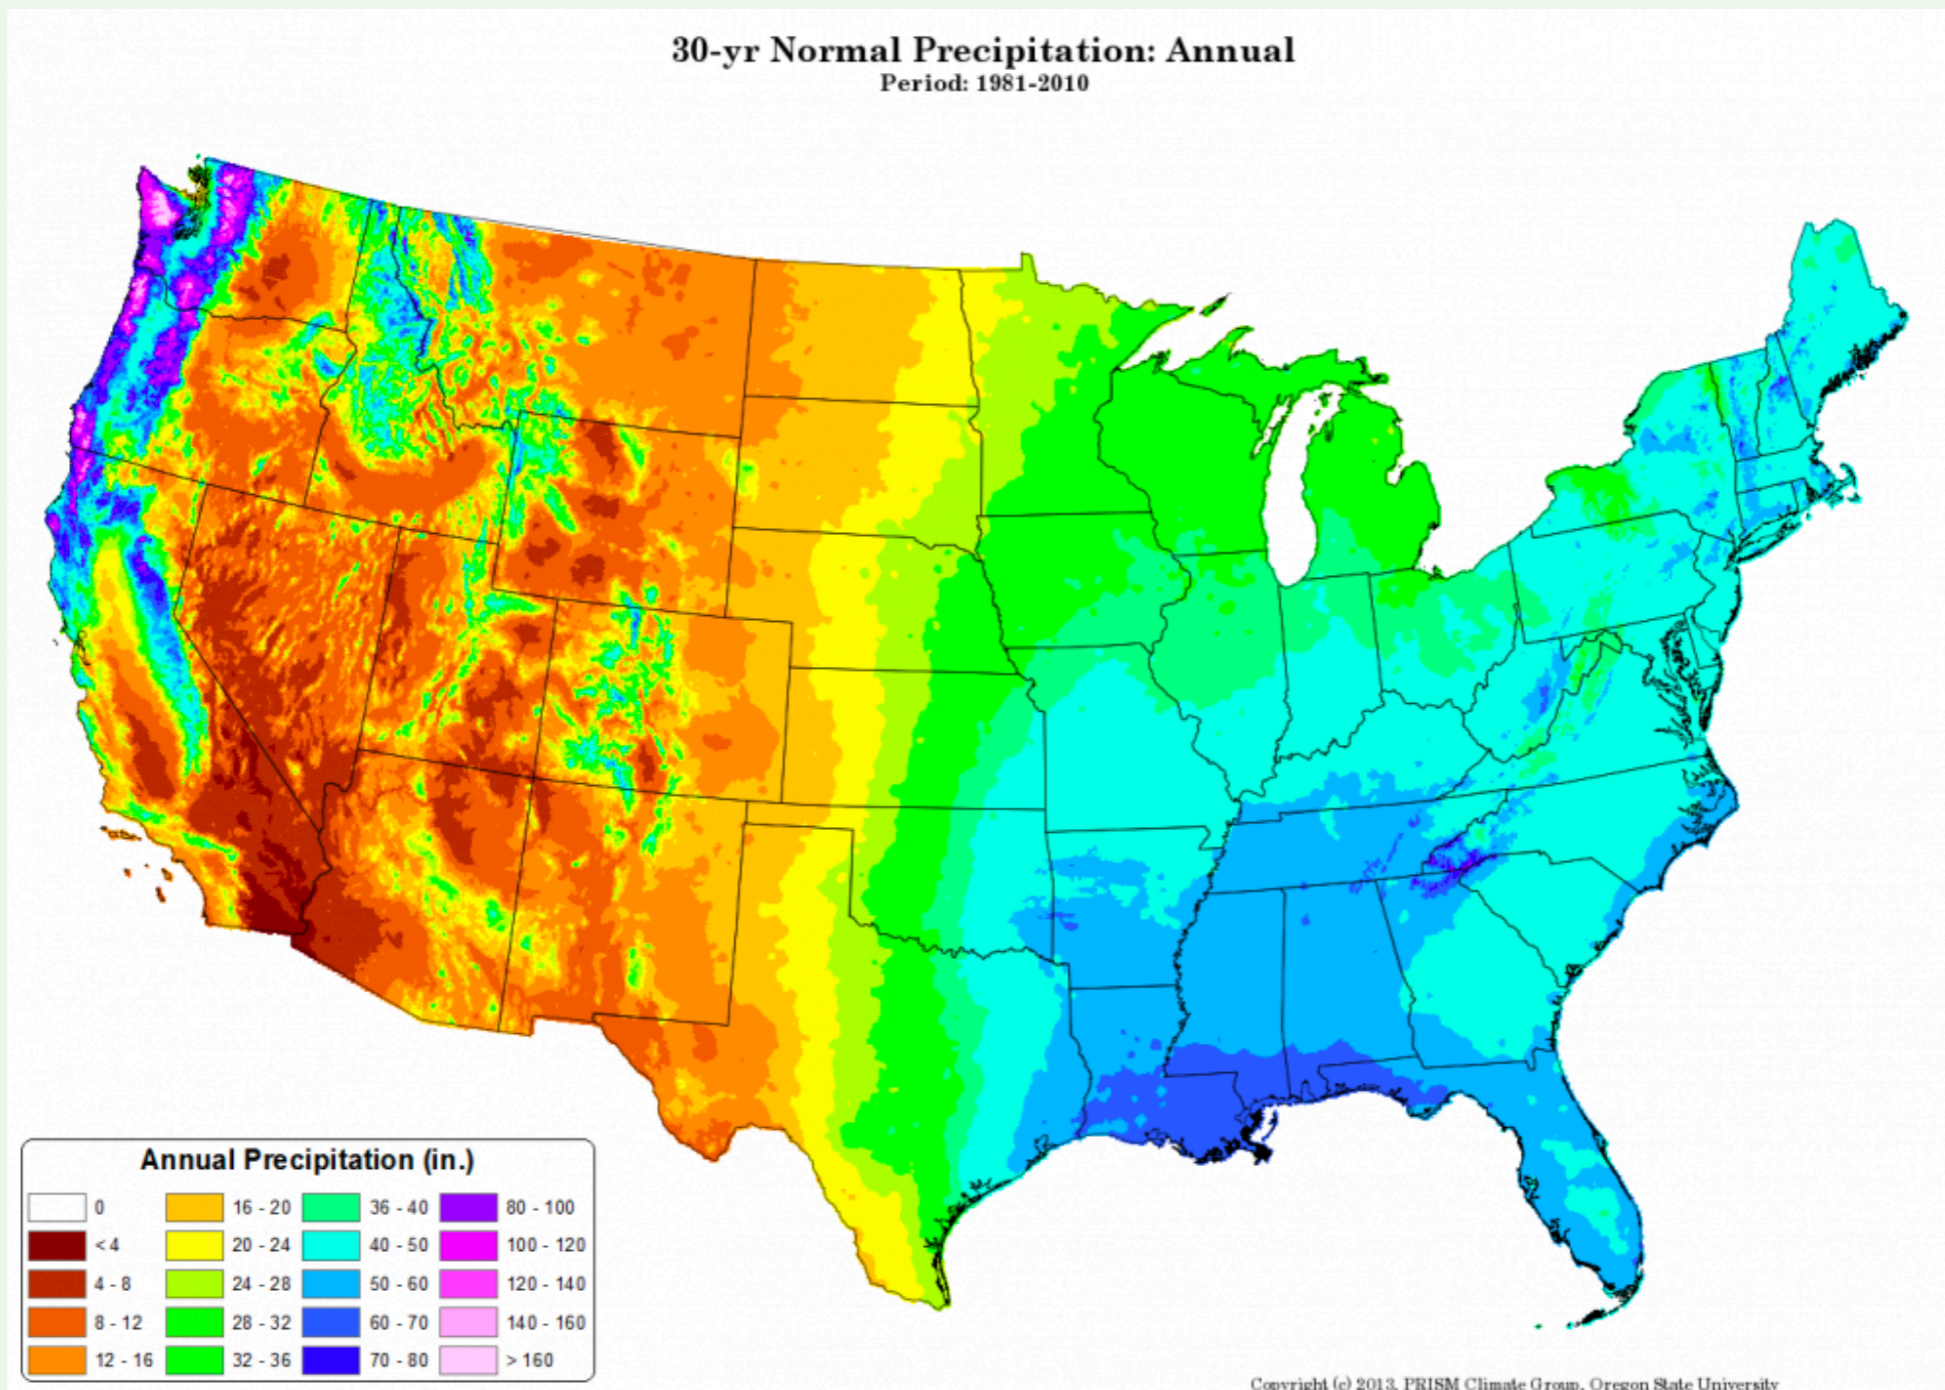 30-yr Normal Precipitation: Annual
Period: 1981-2010
Annual Precipitation (in.)
0
< 4
4 - 8
8 - 12
12 - 16
16 - 20
20 - 24
24 - 28
28 - 32
32 - 36
36 - 40
40 - 50
50 - 60
60 - 70
70 - 80
80 - 100
100 - 120
120 - 140
140 - 160
> 160
Copyright (c) 2013, PRISM Climate Group, Oregon State University